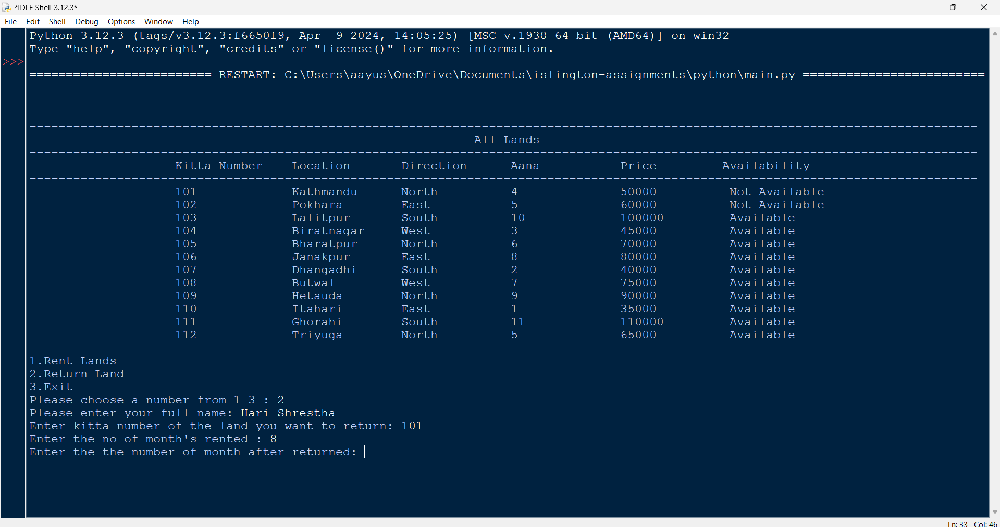 *IDLE Shell 3.12.3*
File Edit Shell Debug Options Window Help
Python 3.12.3 (tags/v3.12.3:f6650f9, Apr  9 2024, 14:05:25) [MSC v.1938 64 bit (AMD64)] on win32
Type "help", "copyright", "credits" or "license()" for more information.
>>>
========================= RESTART: C:\Users\aayus\OneDrive\Documents\islington-assignments\python\main.py =========================
----------------------------------------------------------------------------------------------------------------------------------
All Lands
----------------------------------------------------------------------------------------------------------------------------------
Kitta Number Location Direction Aana Price Availability
----------------------------------------------------------------------------------------------------------------------------------
101 Kathmandu North 4 50000 Not Available
102 Pokhara East 5 60000 Not Available
103 Lalitpur South 10 100000 Available
104 Biratnagar West 3 45000 Available
105 Bharatpur North 6 70000 Available
106 Janakpur East 8 80000 Available
107 Dhangadhi South 2 40000 Available
108 Butwal West 7 75000 Available
109 Hetauda North 9 90000 Available
110 Itahari East 1 35000 Available
111 Ghorahi South 11 110000 Available
112 Triyuga North 5 65000 Available
1.Rent Lands
2.Return Land
3.Exit
Please choose a number from 1-3 : 2
Please enter your full name: Hari Shrestha
Enter kitta number of the land you want to return: 101
Enter the no of month's rented : 8
Enter the the number of month after returned:
Ln: 33 Col: 46